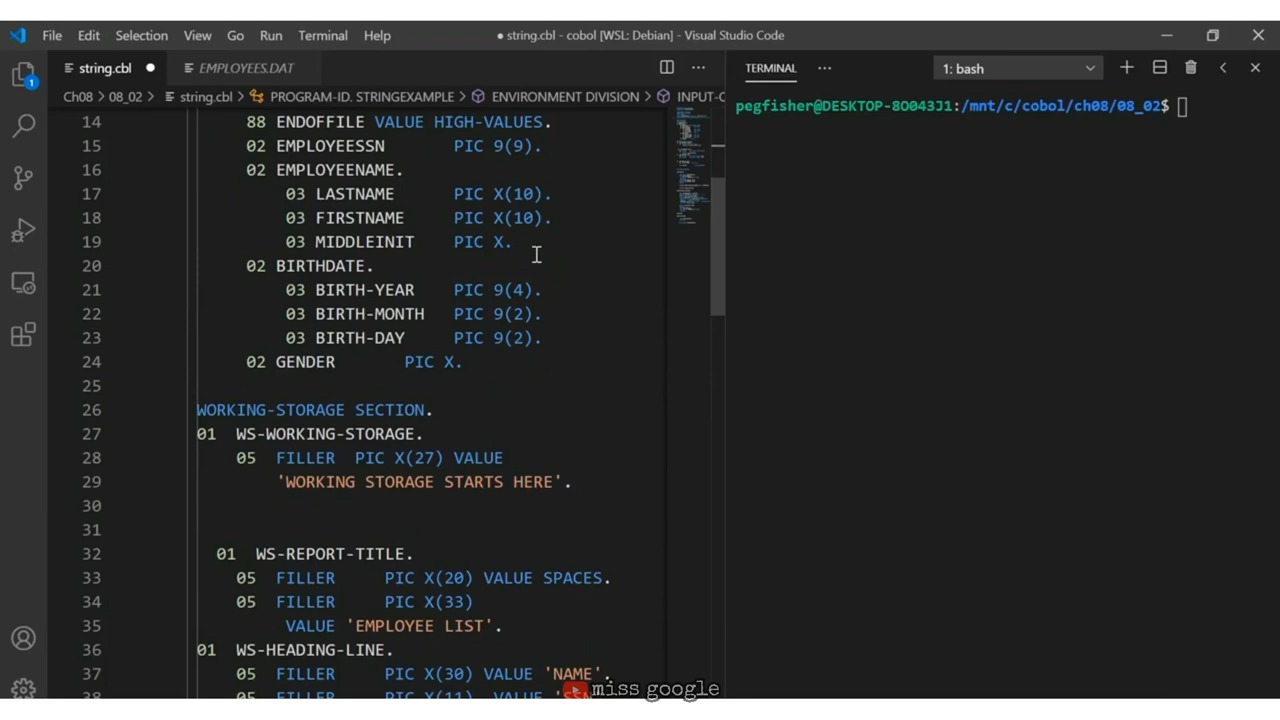 File Edit Selection View Go Run Terminal Help ● string.cbl - cobol [WSL: Debian] - Visual Studio Code
string.cbl ● EMPLOYEES.DAT ··· TERMINAL ··· 1: bash
1 Ch08 > 08_02 > string.cbl > PROGRAM-ID. STRINGEXAMPLE > ENVIRONMENT DIVISION > INPUT-O
pegfisher@DESKTOP-8O043J1:/mnt/c/cobol/ch08/08_02$
14 88 ENDOFFILE VALUE HIGH-VALUES.
15 02 EMPLOYEESSN PIC 9(9).
16 02 EMPLOYEENAME.
17 03 LASTNAME PIC X(10).
18 03 FIRSTNAME PIC X(10).
19 03 MIDDLEINIT PIC X.
20 02 BIRTHDATE.
21 03 BIRTH-YEAR PIC 9(4).
22 03 BIRTH-MONTH PIC 9(2).
23 03 BIRTH-DAY PIC 9(2).
24 02 GENDER PIC X.
25
26 WORKING-STORAGE SECTION.
27 01 WS-WORKING-STORAGE.
28 05 FILLER PIC X(27) VALUE
29 'WORKING STORAGE STARTS HERE'.
30
31
32 01 WS-REPORT-TITLE.
33 05 FILLER PIC X(20) VALUE SPACES.
34 05 FILLER PIC X(33)
35 VALUE 'EMPLOYEE LIST'.
36 01 WS-HEADING-LINE.
37 05 FILLER PIC X(30) VALUE 'NAME'.
38 05 FILLER PIC X(11) VALUE
miss google